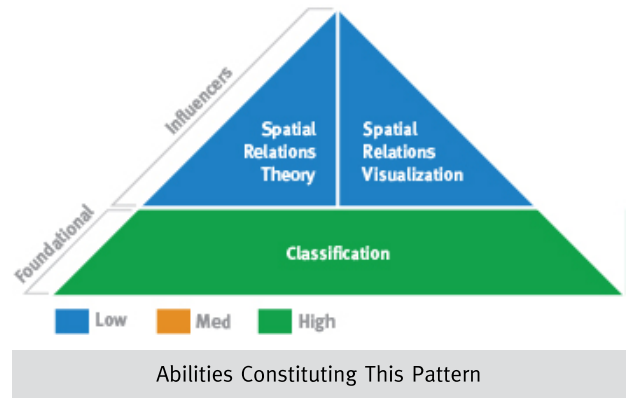 Influencers
Spatial
Relations
Theory
Spatial
Relations
Visualization
Foundational
Classification
Low
Med
High
Abilities Constituting This Pattern